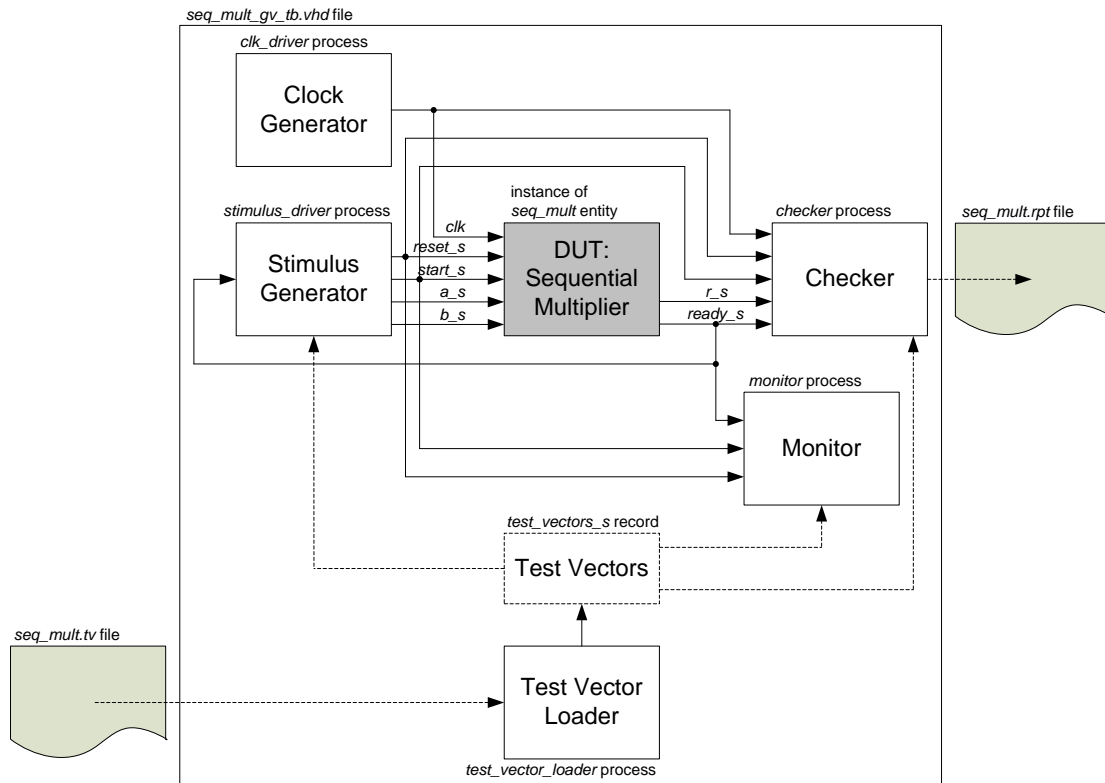 seq_mult_gv_tb.vhd file
clk_driver process
Clock
Generator
instance of
seq_mult entity
stimulus_driver process
checker process
seq_mult.rpt file
clk
reset_s
start_s
a_s
b_s
Stimulus
Generator
DUT:
Sequential
Multiplier
r_s
ready_s
Checker
monitor process
Monitor
test_vectors_s record
Test Vectors
seq_mult.tv file
Test Vector
Loader
test_vector_loader process